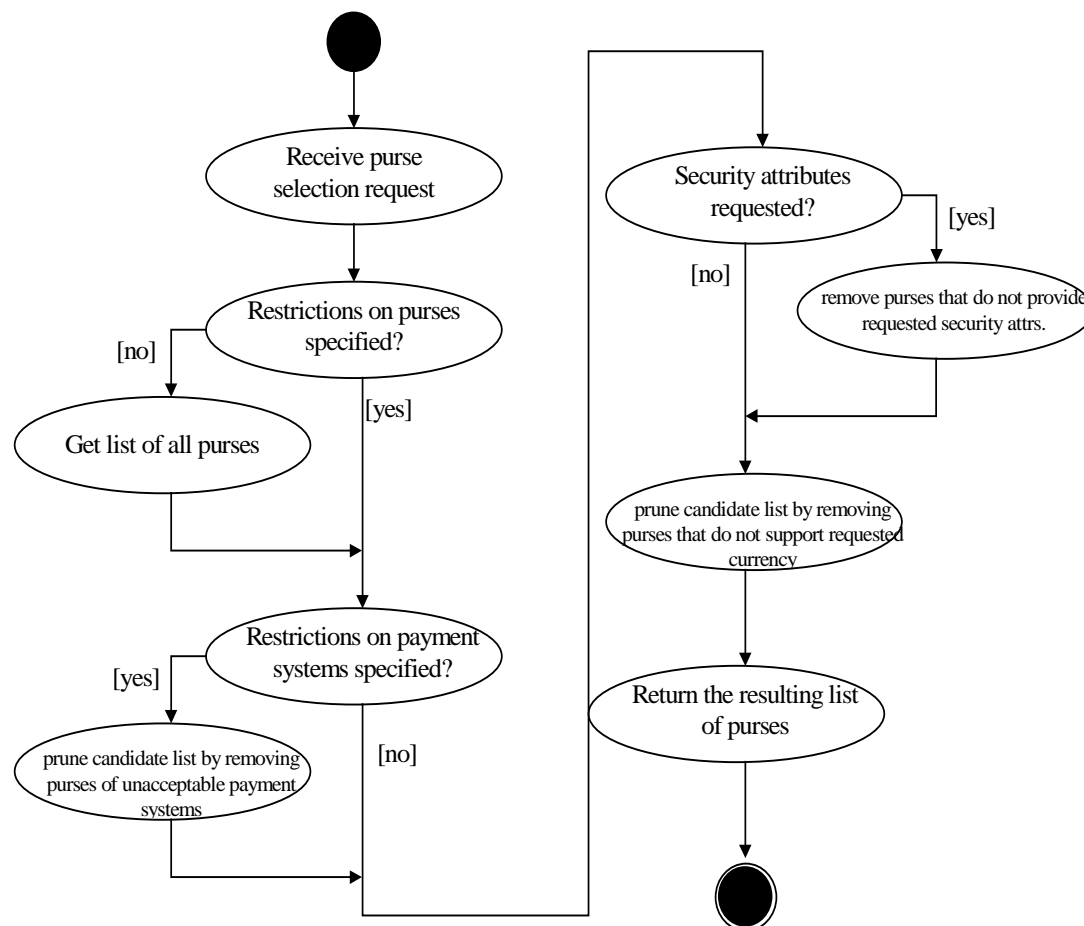 Receive purse
selection request
Restrictions on purses
specified?
[no]
[yes]
Get list of all purses
Restrictions on payment
systems specified?
[yes]
[no]
prune candidate list by removing
purses of unacceptable payment
systems
Security attributes
requested?
[yes]
[no]
remove purses that do not provide
requested security attrs.
prune candidate list by removing
purses that do not support requested
currency
Return the resulting list
of purses